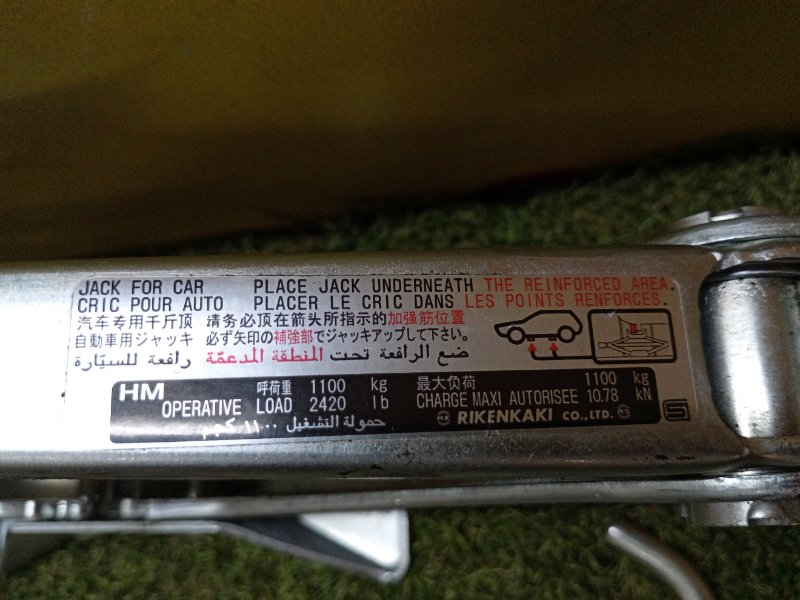 JACK FOR CAR PLACE JACK UNDERNEATH THE REINFORCED AREA.
CRIC POUR AUTO PLACER LE CRIC DANS LES POINTS RENFORCES.
汽车专用千斤顶 请务必顶在箭头所指示的加强筋位置
自動車用ジャッキ 必ず矢印の補強部でジャッキアップして下さい。
رافعة للسيّارة ضع الرافعة تحت المنطقة المدعمّة
HM 呼荷重 1100 kg 最大负荷 1100 kg
OPERATIVE LOAD 2420 lb CHARGE MAXI AUTORISEE 10.78 kN
حمولة التشغيل ١١٠٠ كجم RIKENKAKI CO.,LTD.